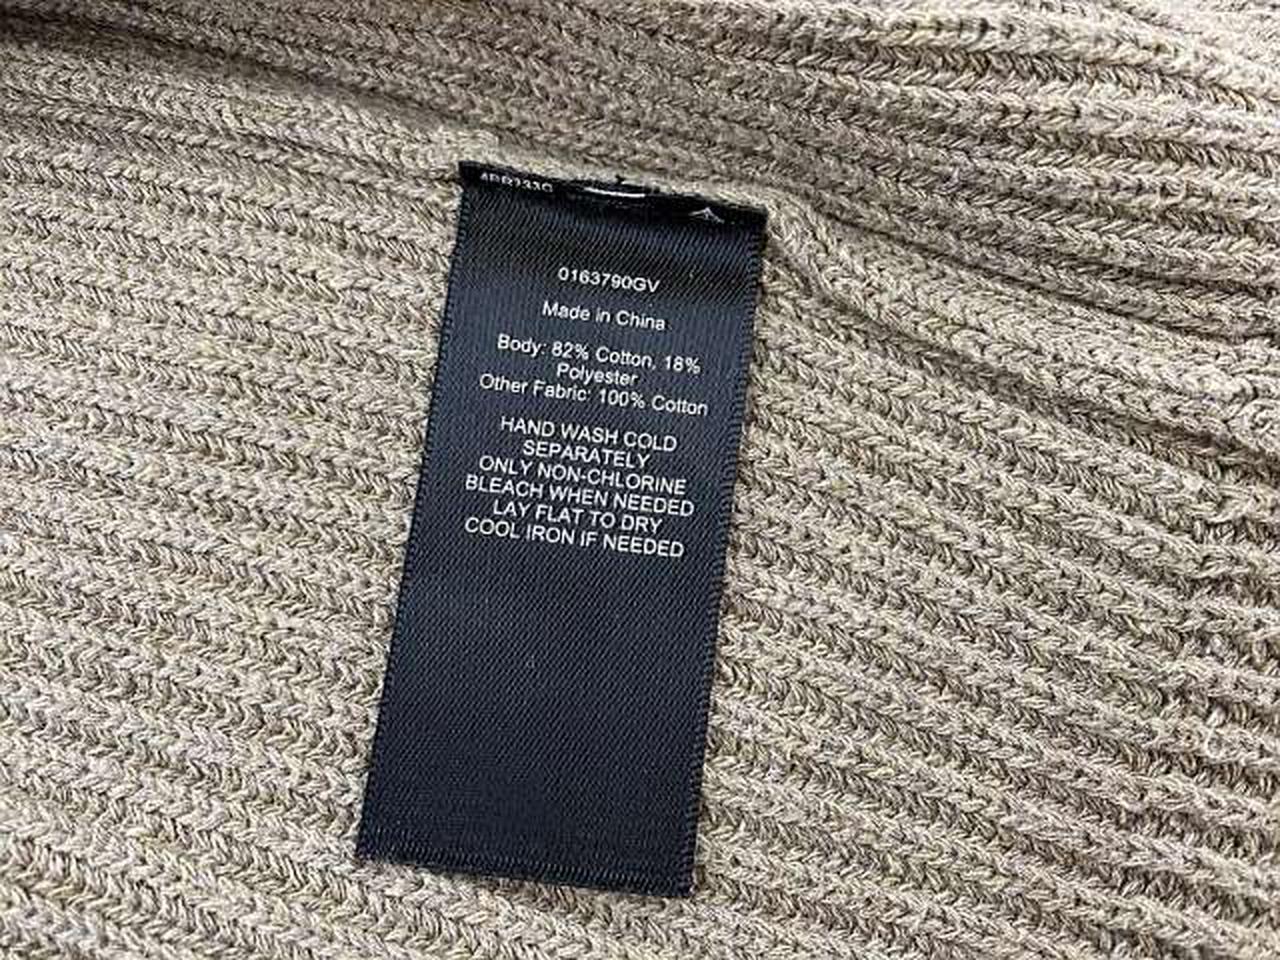 0163790GV
Made in China
Body: 82% Cotton, 18%
Polyester
Other Fabric: 100% Cotton
HAND WASH COLD
SEPARATELY
ONLY NON-CHLORINE
BLEACH WHEN NEEDED
LAY FLAT TO DRY
COOL IRON IF NEEDED